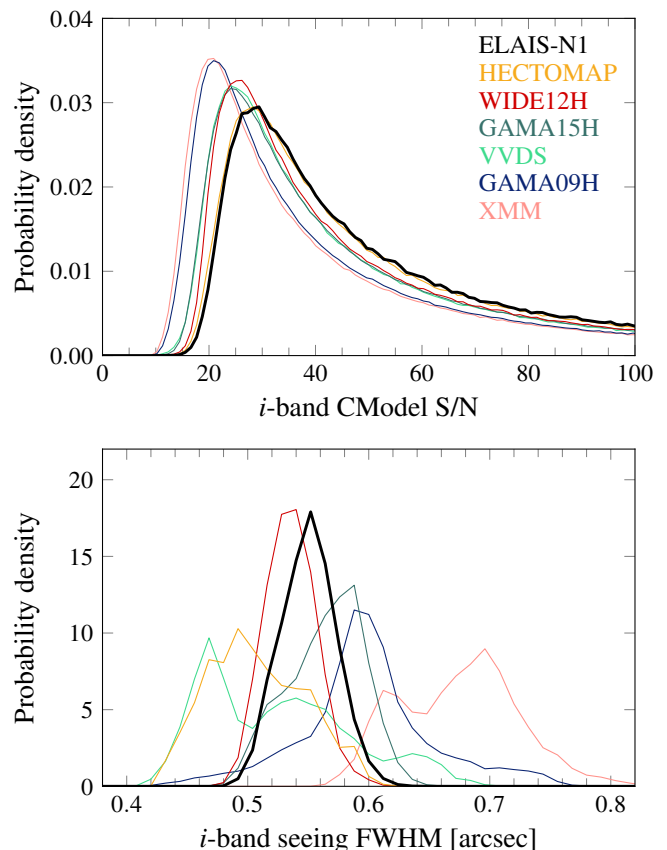 0.04
0.03
0.02
0.01
0.00
Probability density
ELAIS-N1
HECTOMAP
WIDE12H
GAMA15H
VVDS
GAMA09H
XMM
0 20 40 60 80 100
i-band CModel S/N
20
15
10
5
0
Probability density
0.4 0.5 0.6 0.7 0.8
i-band seeing FWHM [arcsec]